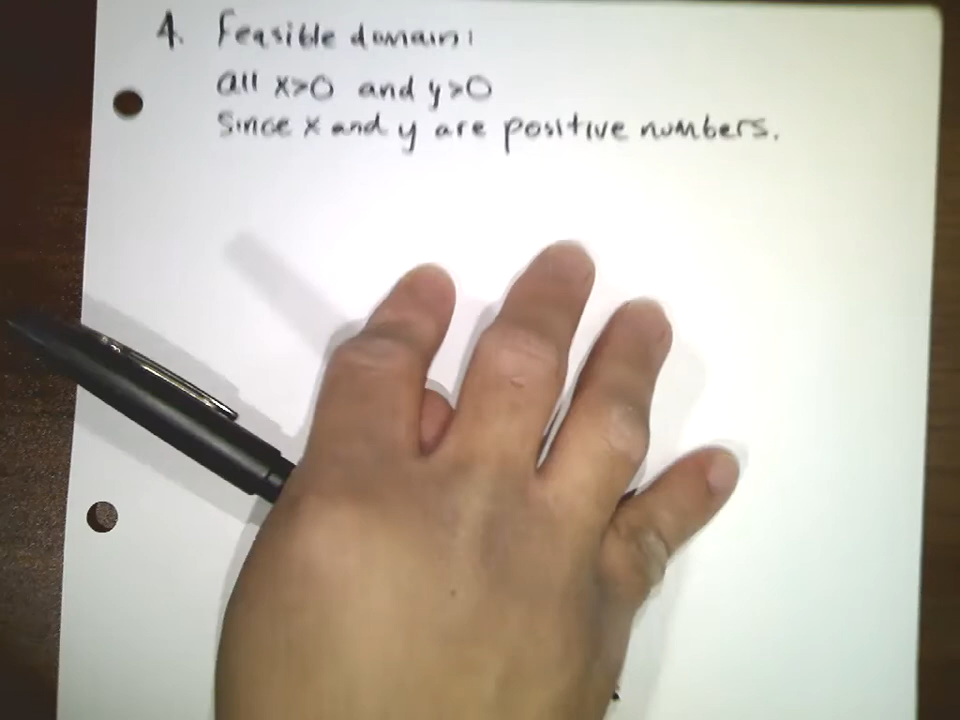 4. Feasible domain:
all x>0 and y>0
Since x and y are positive numbers.